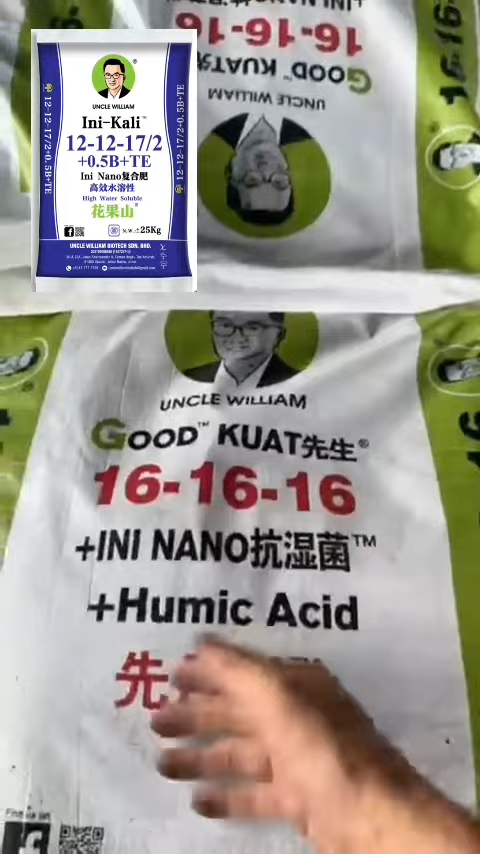 UNCLE WILLIAM
Ini-Kali™
12-12-17/2
+0.5B+TE
Ini Nano复合肥
高效水溶性
High Water Soluble
花果山®
N.W.±25Kg
UNCLE WILLIAM BIOTECH SDN. BHD.
12-12-17/2+0.5B+TE
12-12-17/2+0.5B+TE
16-16-16
GOOD™ KUAT
UNCLE WILLIAM
16-16
UNCLE WILLIAM
GOOD™ KUAT先生®
16-16-16
+INI NANO抗湿菌™
+Humic Acid
先